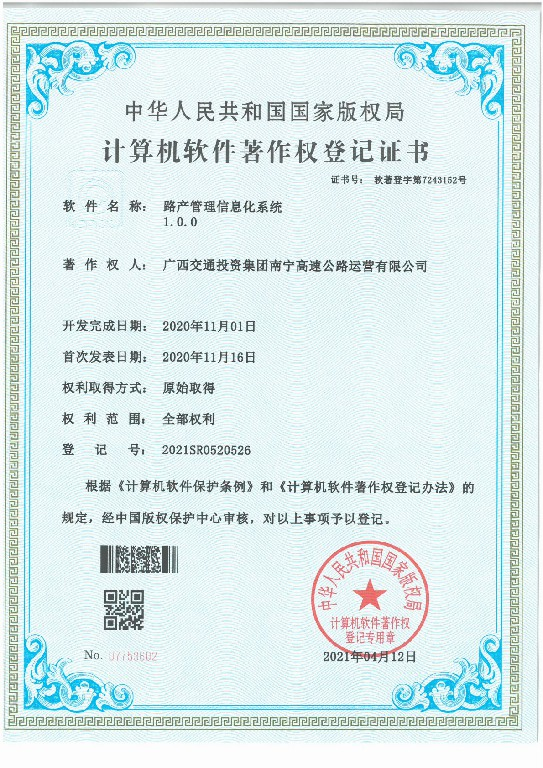 中华人民共和国国家版权局
计算机软件著作权登记证书
证书号： 软著登字第7243152号
软件名称： 路产管理信息化系统
1.0.0
著作权人： 广西交通投资集团南宁高速公路运营有限公司
开发完成日期： 2020年11月01日
首次发表日期： 2020年11月16日
权利取得方式： 原始取得
权利范围： 全部权利
登记号： 2021SR0520526
根据《计算机软件保护条例》和《计算机软件著作权登记办法》的
规定，经中国版权保护中心审核，对以上事项予以登记。
中华人民共和国国家版权局
计算机软件著作权
登记专用章
No. 07753602
2021年04月12日